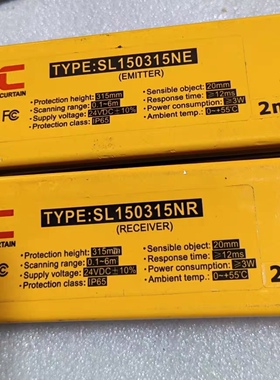 C
CURTAIN
TYPE:SL150315NE
(EMITTER)
FC
• Protection height: 315mm
• Scanning range: 0.1~6m
• Supply voltage: 24VDC±10%
• Protection class: IP65
• Sensible object: 20mm
• Response time: ≥12ms
• Power consumption: ≥3W
• Ambient temp.: 0~+55℃
2m
C
CURTAIN
TYPE:SL150315NR
(RECEIVER)
FC
• Protection height: 315mm
• Scanning range: 0.1~6m
• Supply voltage: 24VDC±10%
• Protection class: IP65
• Sensible object: 20mm
• Response time: ≥12ms
• Power consumption: ≥3W
• Ambient temp.: 0~+55℃
2